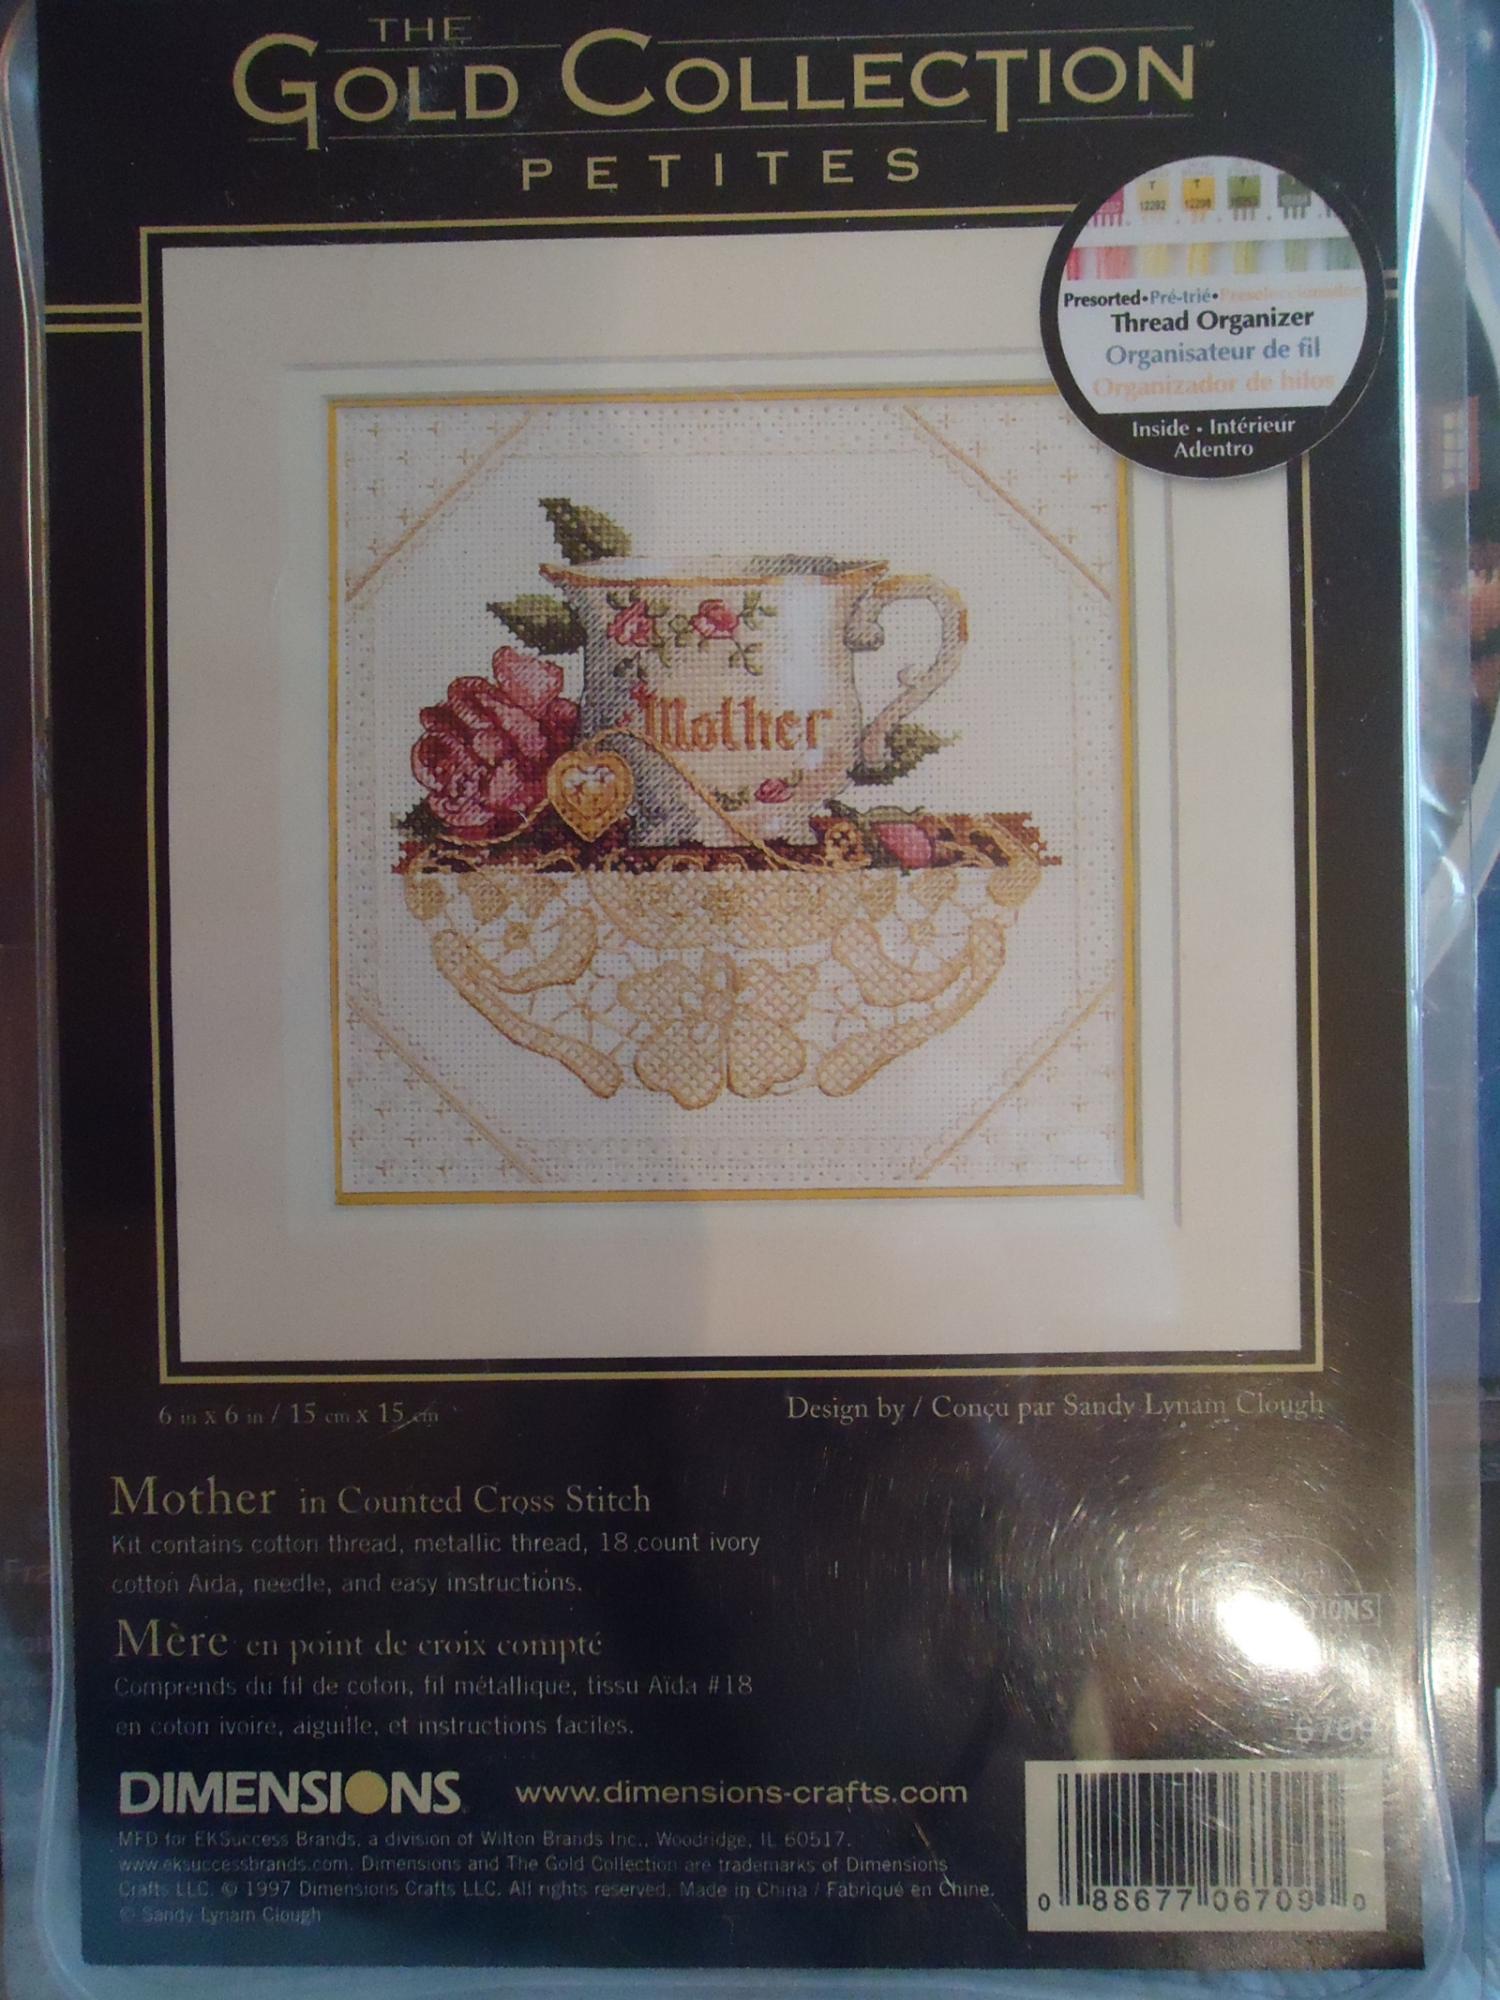 THE
GOLD COLLECTION™
PETITES
T T T
12292 12298
Presorted•Pré-trié•Preseleccionados
Thread Organizer
Organisateur de fil
Organizador de hilos
Inside • Intérieur
Adentro
Mother
6 in x 6 in / 15 cm x 15 cm
Design by / Conçu par Sandy Lynam Clough
Mother in Counted Cross Stitch
Kit contains cotton thread, metallic thread, 18 count ivory
cotton Aida, needle, and easy instructions.
Mère en point de croix compté
Comprends du fil de coton, fil métallique, tissu Aïda #18
en coton ivoire, aiguille, et instructions faciles.
6709
DIMENSIONS www.dimensions-crafts.com
MFD for EKSuccess Brands, a division of Wilton Brands Inc., Woodridge, IL 60517.
www.eksuccessbrands.com. Dimensions and The Gold Collection are trademarks of Dimensions
Crafts LLC. © 1997 Dimensions Crafts LLC. All rights reserved. Made in China / Fabriqué en Chine.
© Sandy Lynam Clough
0 88677 06709 0